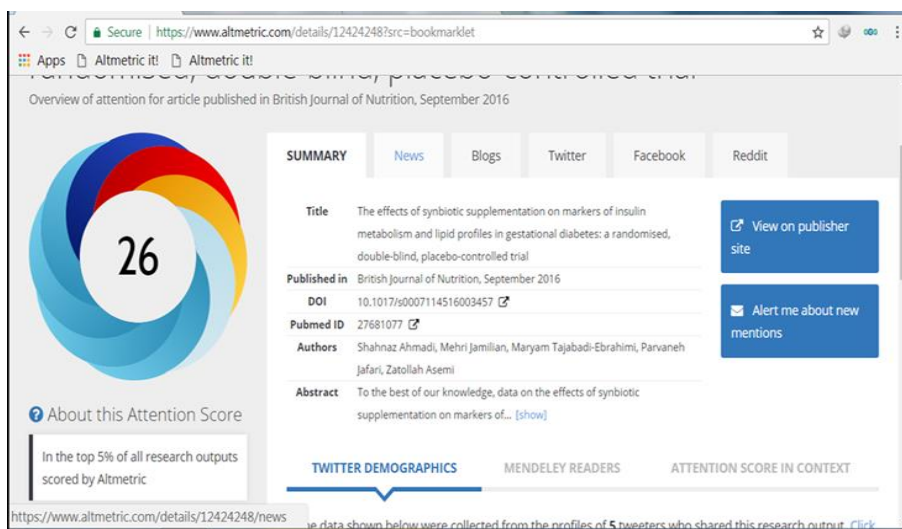 Secure | https://www.altmetric.com/details/12424248?src=bookmarklet
Apps Altmetric it! Altmetric it!
randomised, double-blind, placebo-controlled trial
Overview of attention for article published in British Journal of Nutrition, September 2016
SUMMARY News Blogs Twitter Facebook Reddit
26
Title The effects of synbiotic supplementation on markers of insulin
metabolism and lipid profiles in gestational diabetes: a randomised,
double-blind, placebo-controlled trial
Published in British Journal of Nutrition, September 2016
DOI 10.1017/s0007114516003457
Pubmed ID 27681077
Authors Shahnaz Ahmadi, Mehri Jamilian, Maryam Tajabadi-Ebrahimi, Parvaneh
Jafari, Zatollah Asemi
Abstract To the best of our knowledge, data on the effects of synbiotic
supplementation on markers of... [show]
View on publisher
site
Alert me about new
mentions
About this Attention Score
In the top 5% of all research outputs
scored by Altmetric
TWITTER DEMOGRAPHICS MENDELEY READERS ATTENTION SCORE IN CONTEXT
https://www.altmetric.com/details/12424248/news
data shown below were collected from the profiles of 5 tweeters who shared this research output. Click